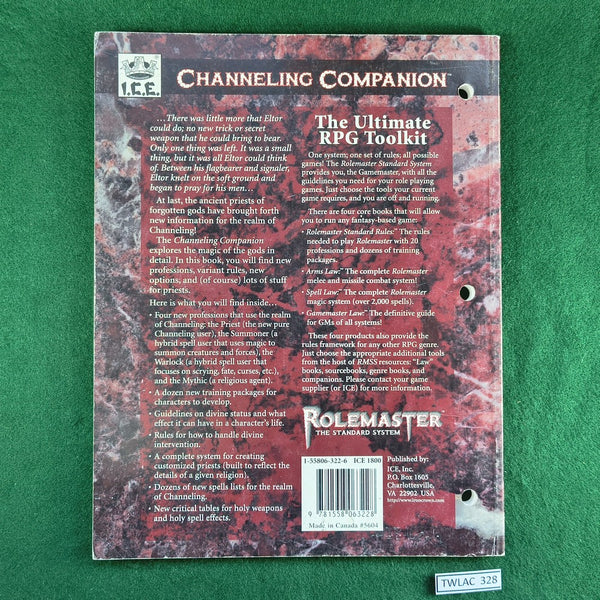 I.C.E.
CHANNELING COMPANION™
…There was little more that Eltor
could do; no new trick or secret
weapon that he could bring to bear.
Only one thing was left. It was a small
thing, but it was all Eltor could think
of. Between his flagbearer and signaler,
Eltor knelt on the soft ground and
began to pray for his men…
At last, the ancient priests of
forgotten gods have brought forth
new information for the realm of
Channeling!
The Channeling Companion
explores the magic of the gods in
detail. In this book, you will find new
professions, variant rules, new
options, and (of course) lots of stuff
for priests.
Here is what you will find inside…
• Four new professions that use the realm
of Channeling: the Priest (the new pure
Channeling user), the Summoner (a
hybrid spell user that uses magic to
summon creatures and forces), the
Warlock (a hybrid spell user that
focuses on scrying, fate, curses, etc.),
and the Mythic (a religious agent).
• A dozen new training packages for
characters to develop.
• Guidelines on divine status and what
effect it can have in a character's life.
• Rules for how to handle divine
intervention.
• A complete system for creating
customized priests (built to reflect the
details of a given religion).
• Dozens of new spells lists for the
realm of Channeling.
• New critical tables for holy weapons
and holy spell effects.
The Ultimate
RPG Toolkit
One system; one set of rules; all possible
games! The Rolemaster Standard System
provides you, the Gamemaster, with all the
guidelines you need for your role playing
games. Just choose the tools your current
game requires, and you are off and running.
There are four core books that will allow
you to run any fantasy-based game:
• Rolemaster Standard Rules:™ The rules
needed to play Rolemaster with 20
professions and dozens of training
packages.
• Arms Law:™ The complete Rolemaster
melee and missile combat system!
• Spell Law:™ The complete Rolemaster
magic system (over 2,000 spells).
• Gamemaster Law:™ The definitive guide
for GMs of all systems!
These four products also provide the
rules framework for any other RPG genre.
Just choose the appropriate additional tools
from the host of RMSS resources: "Law"
books, sourcebooks, genre books, and
companions. Please contact your game
supplier (or ICE) for more information.
ROLEMASTER™
THE STANDARD SYSTEM
1-55806-322-6 ICE 1800
9 781558 063228
Made in Canada #5604
Published by:
ICE, Inc.
P.O. Box 1605
Charlottesville,
VA 22902 USA
http://www.ironcrown.com
TWLAC 328